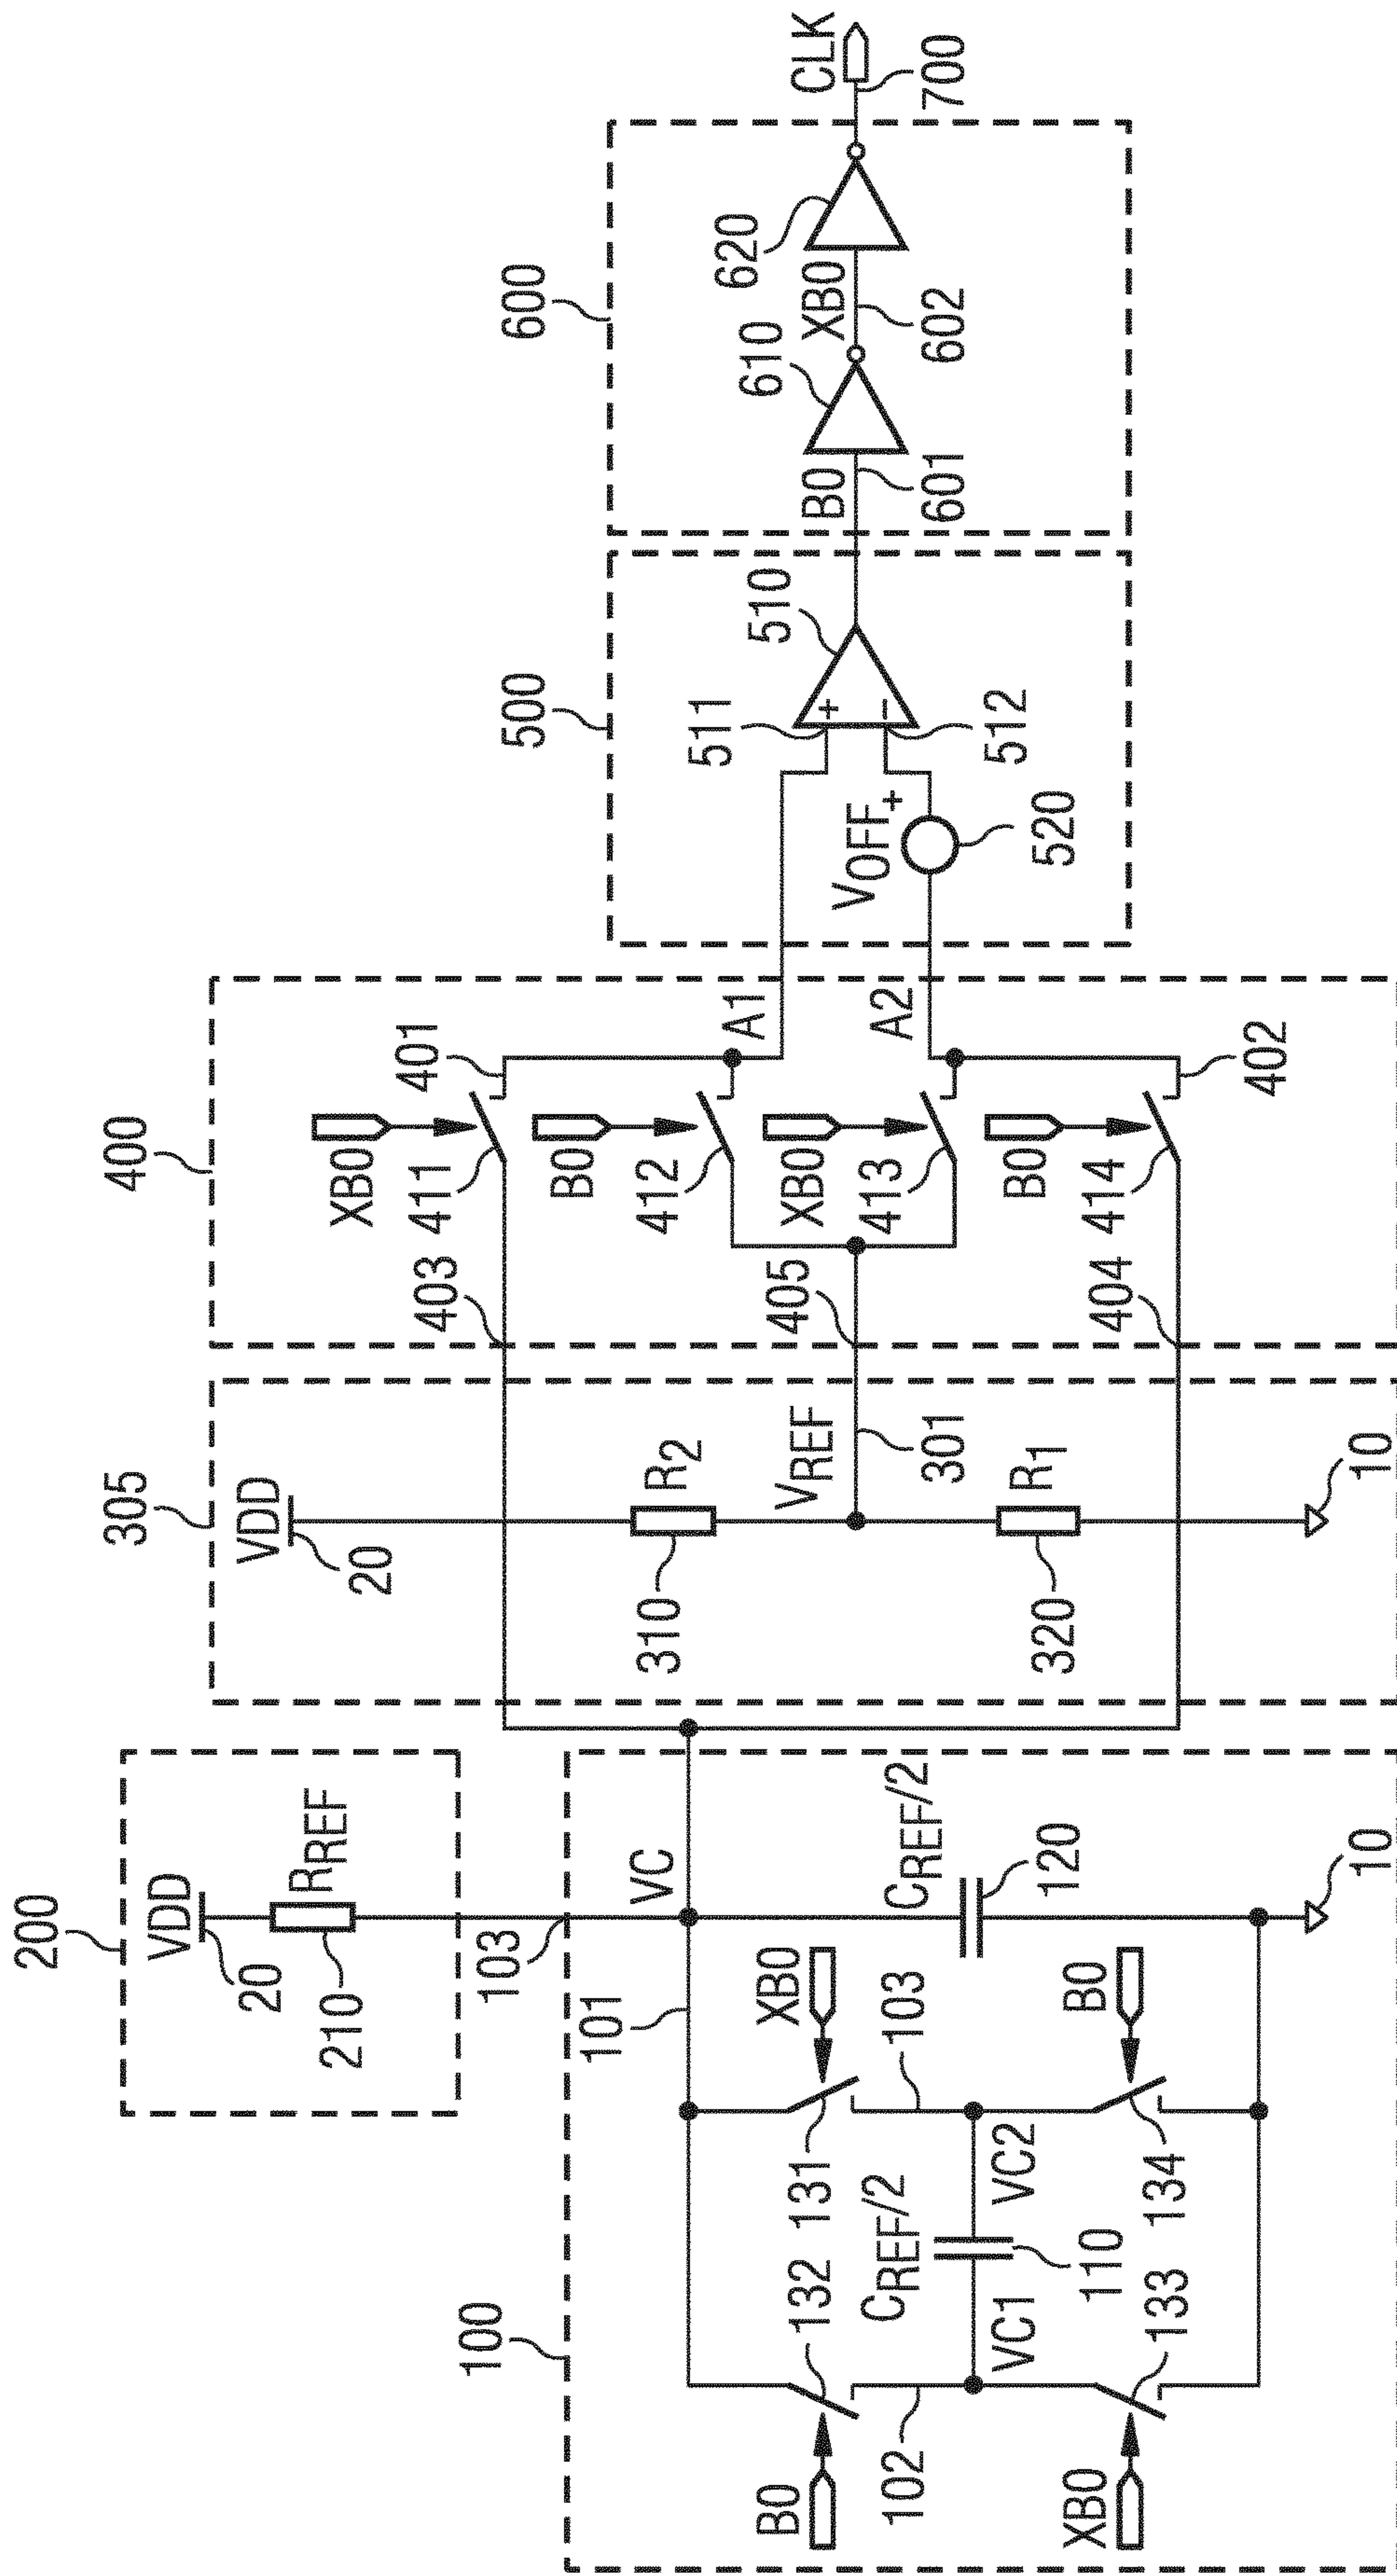 200
VDD
20
RREF
210
103
100
101
VC
B0
132
XB0
131
102
103
CREF/2
CREF/2
VC1
VC2
110
120
XB0
133
134
B0
10
305
VDD
20
310
R2
VREF
301
320
R1
10
400
403
XB0
411
401
B0
412
A1
405
XB0
413
A2
404
B0
414
402
500
511
510
+
−
512
VOFF
+
520
600
B0
601
610
XB0
602
620
CLK
700